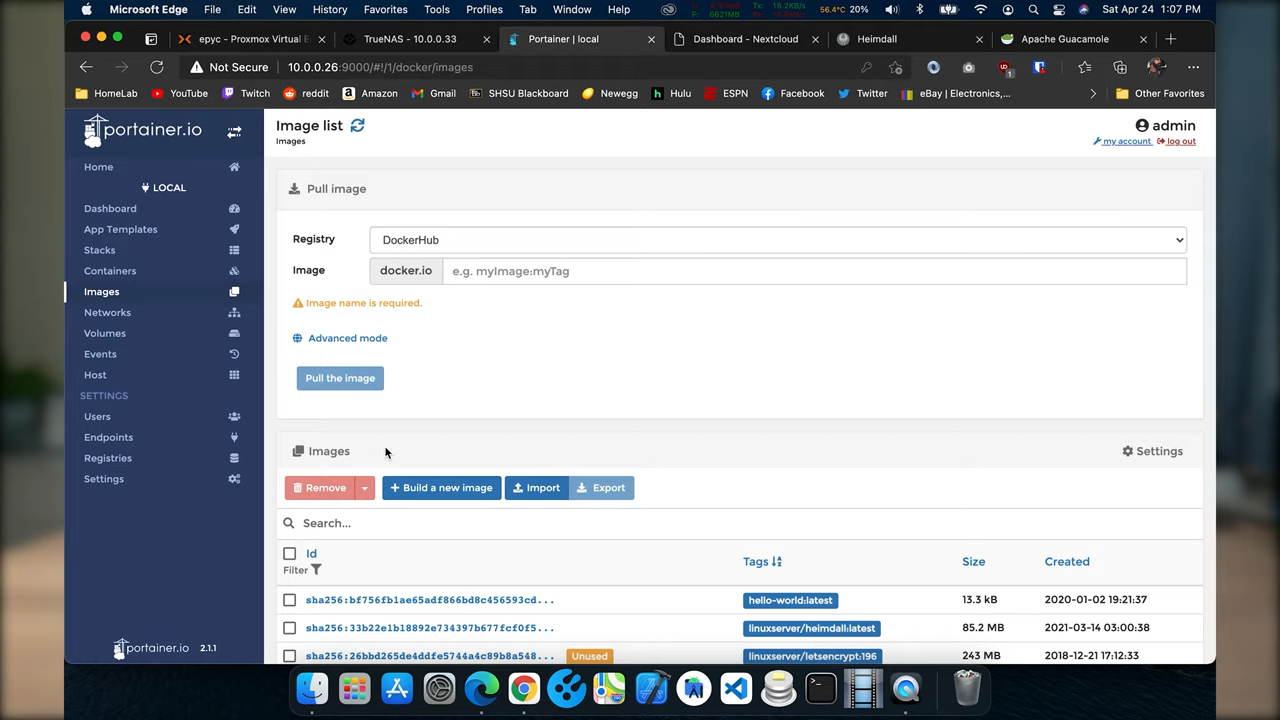 Microsoft Edge File Edit View History Favorites Tools Profiles Tab Window Help 56.4°C 20% Sat Apr 24 1:07 PM
epyc - Proxmox Virtual E TrueNAS - 10.0.0.33 Portainer | local Dashboard - Nextcloud Heimdall Apache Guacamole
Not Secure 10.0.0.26:9000/#!/1/docker/images
HomeLab YouTube Twitch reddit Amazon Gmail SHSU Blackboard Newegg Hulu ESPN Facebook Twitter eBay | Electronics,... Other Favorites
portainer.io
Home
LOCAL
Dashboard
App Templates
Stacks
Containers
Images
Networks
Volumes
Events
Host
SETTINGS
Users
Endpoints
Registries
Settings
portainer.io 2.1.1
Image list
Images
admin
my account log out
Pull image
Registry DockerHub
Image docker.io e.g. myImage:myTag
Image name is required.
Advanced mode
Pull the image
Images Settings
Remove + Build a new image Import Export
Search...
Id Tags Size Created
Filter
sha256:bf756fb1ae65adf866bd8c456593cd... hello-world:latest 13.3 kB 2020-01-02 19:21:37
sha256:33b22e1b18892e734397b677fcf0f5... linuxserver/heimdall:latest 85.2 MB 2021-03-14 03:00:38
sha256:26bbd265de4ddfe5744a4c89b8a548... Unused linuxserver/letsencrypt:196 243 MB 2018-12-21 17:12:33